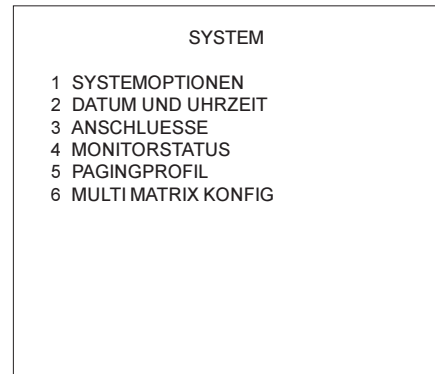 SYSTEM
1 SYSTEMOPTIONEN
2 DATUM UND UHRZEIT
3 ANSCHLUESSE
4 MONITORSTATUS
5 PAGINGPROFIL
6 MULTI MATRIX KONFIG